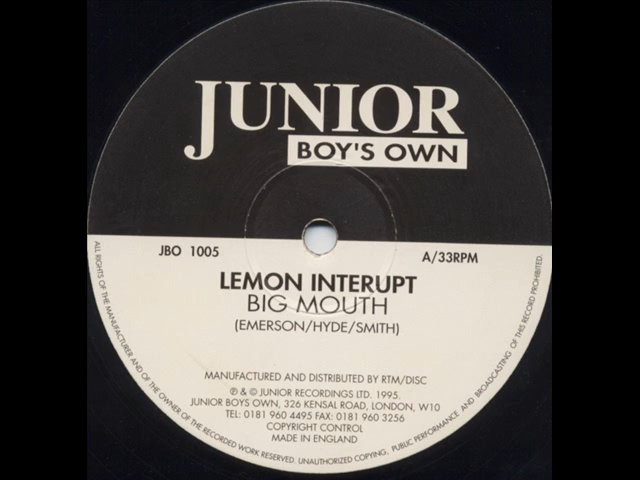 JUNIOR
BOY'S OWN
JBO 1005
A/33RPM
LEMON INTERUPT
BIG MOUTH
(EMERSON/HYDE/SMITH)
MANUFACTURED AND DISTRIBUTED BY RTM/DISC
℗ & © JUNIOR RECORDINGS LTD. 1995.
JUNIOR BOYS OWN, 326 KENSAL ROAD, LONDON, W10
TEL: 0181 960 4495 FAX: 0181 960 3256
COPYRIGHT CONTROL
MADE IN ENGLAND
ALL RIGHTS OF THE MANUFACTURER AND OF THE OWNER OF THE RECORDED WORK RESERVED. UNAUTHORIZED COPYING, PUBLIC PERFORMANCE AND BROADCASTING OF THIS RECORD PROHIBITED.